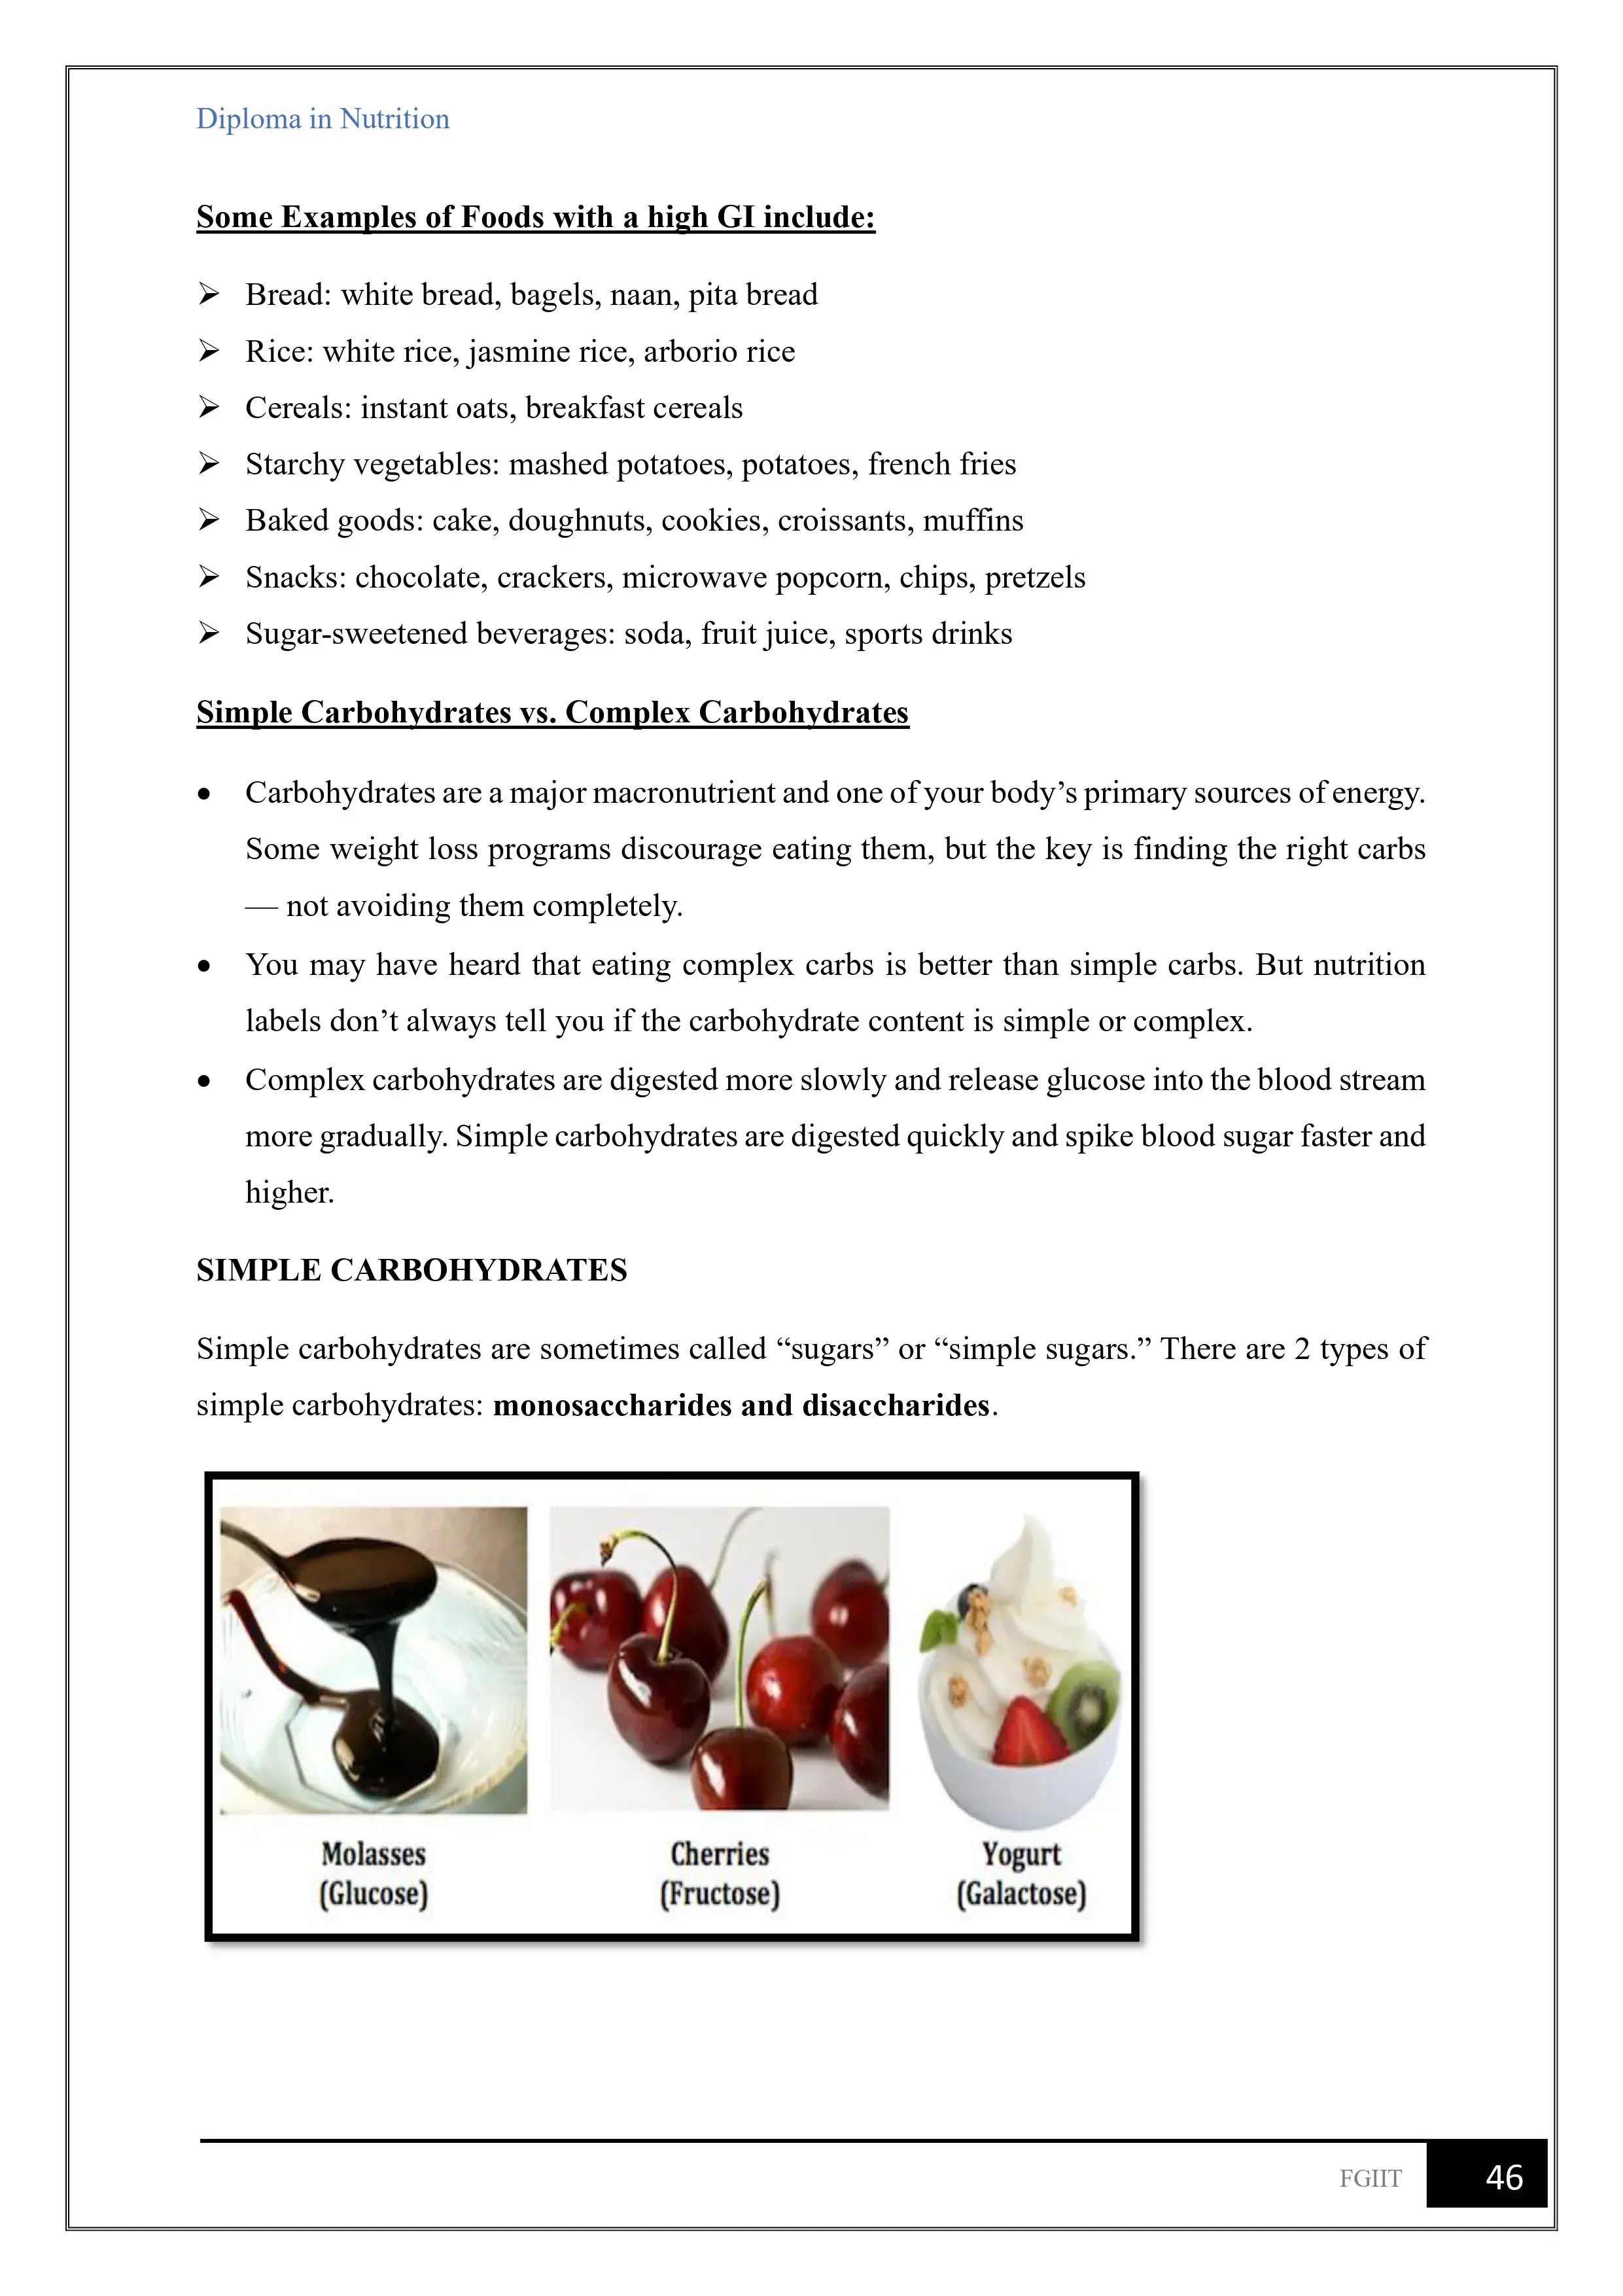 Diploma in Nutrition
Some Examples of Foods with a high GI include:
➢ Bread: white bread, bagels, naan, pita bread
➢ Rice: white rice, jasmine rice, arborio rice
➢ Cereals: instant oats, breakfast cereals
➢ Starchy vegetables: mashed potatoes, potatoes, french fries
➢ Baked goods: cake, doughnuts, cookies, croissants, muffins
➢ Snacks: chocolate, crackers, microwave popcorn, chips, pretzels
➢ Sugar-sweetened beverages: soda, fruit juice, sports drinks
Simple Carbohydrates vs. Complex Carbohydrates
• Carbohydrates are a major macronutrient and one of your body’s primary sources of energy.
Some weight loss programs discourage eating them, but the key is finding the right carbs
— not avoiding them completely.
• You may have heard that eating complex carbs is better than simple carbs. But nutrition
labels don’t always tell you if the carbohydrate content is simple or complex.
• Complex carbohydrates are digested more slowly and release glucose into the blood stream
more gradually. Simple carbohydrates are digested quickly and spike blood sugar faster and
higher.
SIMPLE CARBOHYDRATES
Simple carbohydrates are sometimes called “sugars” or “simple sugars.” There are 2 types of
simple carbohydrates: monosaccharides and disaccharides.
Molasses
(Glucose)
Cherries
(Fructose)
Yogurt
(Galactose)
FGIIT 46